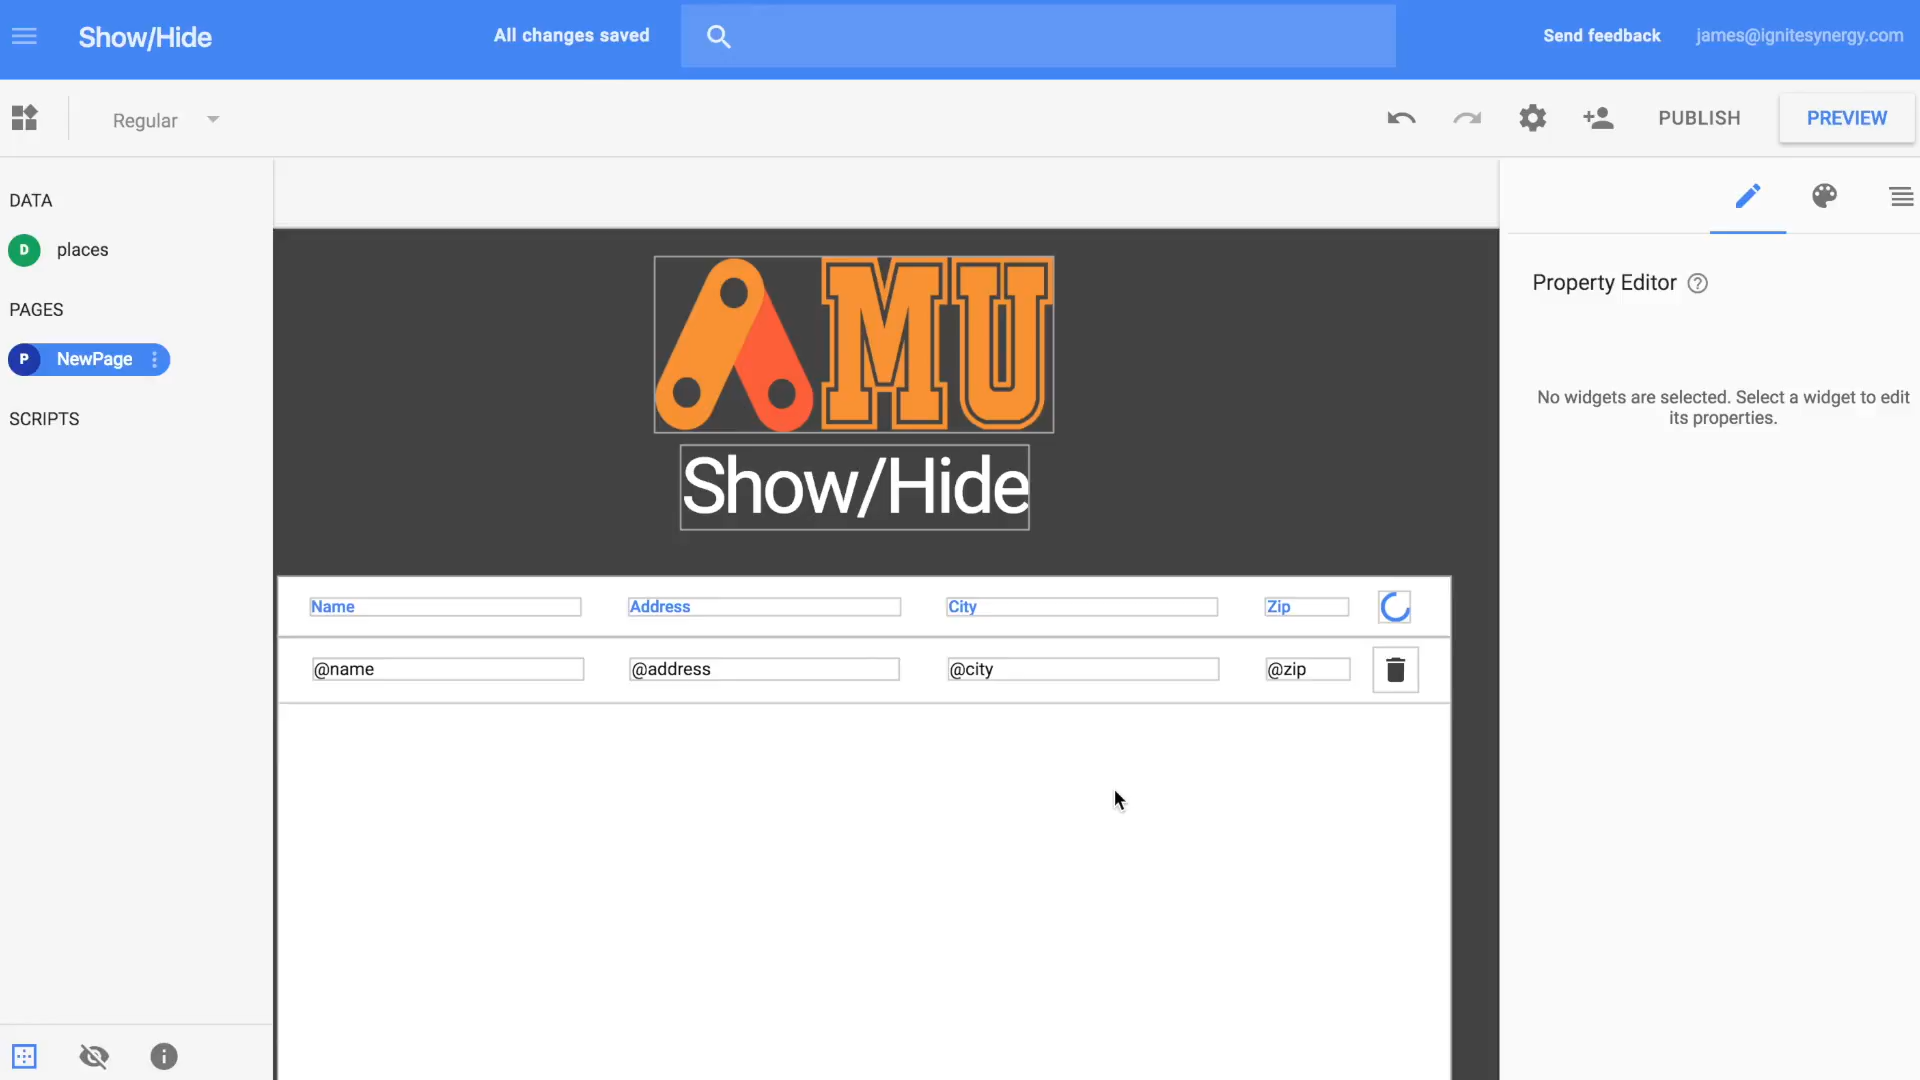 Show/Hide
All changes saved
Send feedback
james@ignitesynergy.com
Regular
PUBLISH
PREVIEW
DATA
D
places
PAGES
P
NewPage
SCRIPTS
MU
Show/Hide
Name
Address
City
Zip
@name
@address
@city
@zip
Property Editor
No widgets are selected. Select a widget to edit
its properties.